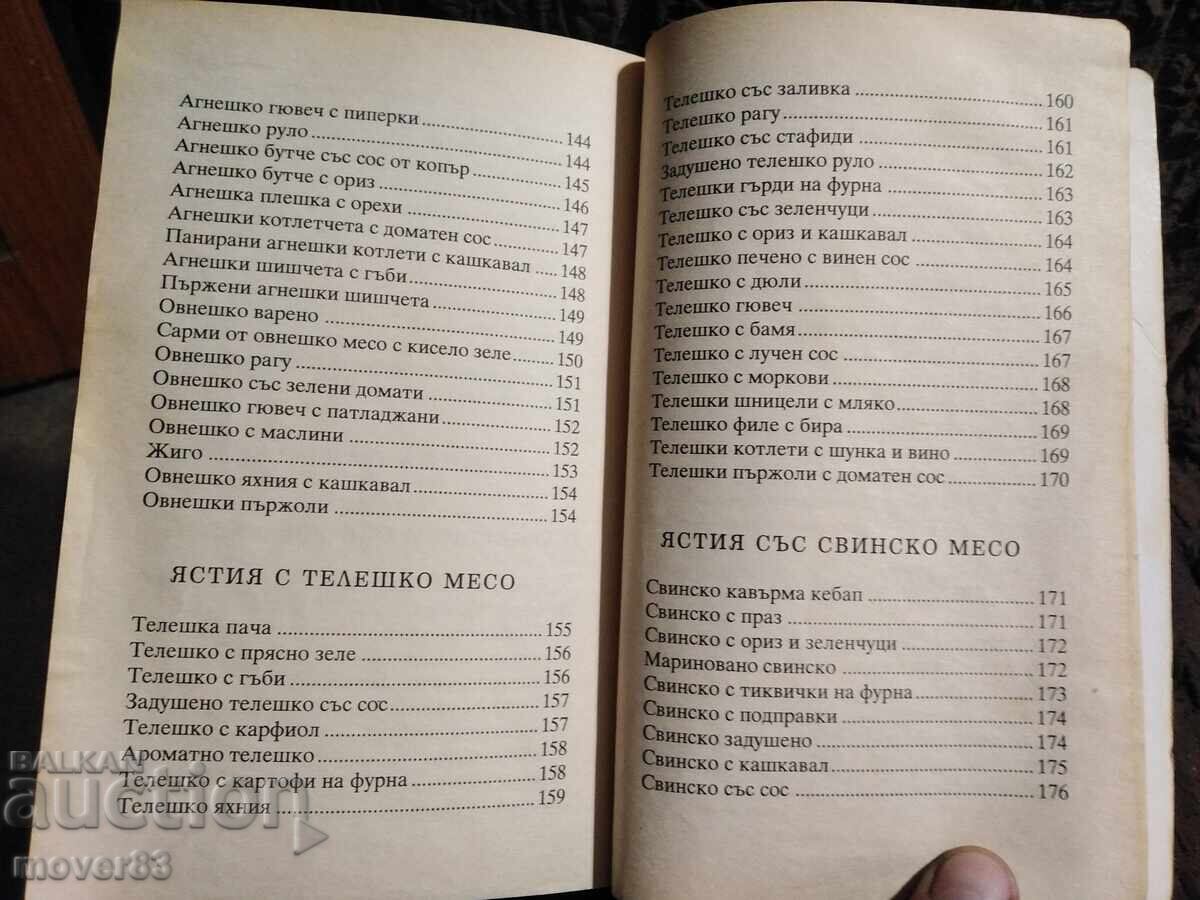 Агнешко гювеч с пиперки ..... 144
Агнешко руло ..... 144
Агнешко бутче със сос от копър ..... 145
Агнешко бутче с ориз ..... 146
Агнешка плешка с орехи ..... 147
Агнешки котлетчета с доматен сос ..... 147
Панирани агнешки котлети с кашкавал ..... 148
Агнешки шишчета с гъби ..... 148
Пържени агнешки шишчета ..... 149
Овнешко варено ..... 149
Сарми от овнешко месо с кисело зеле ..... 150
Овнешко рагу ..... 151
Овнешко със зелени домати ..... 151
Овнешко гювеч с патладжани ..... 152
Овнешко с маслини ..... 152
Жиго ..... 153
Овнешко яхния с кашкавал ..... 154
Овнешки пържоли ..... 154
ЯСТИЯ С ТЕЛЕШКО МЕСО
Телешка пача ..... 155
Телешко с прясно зеле ..... 156
Телешко с гъби ..... 156
Задушено телешко със сос ..... 157
Телешко с карфиол ..... 157
Ароматно телешко ..... 158
Телешко с картофи на фурна ..... 158
Телешко яхния ..... 159
Телешко със заливка ..... 160
Телешко рагу ..... 161
Телешко със стафиди ..... 161
Задушено телешко руло ..... 162
Телешки гърди на фурна ..... 163
Телешко със зеленчуци ..... 163
Телешко с ориз и кашкавал ..... 164
Телешко печено с винен сос ..... 164
Телешко с дюли ..... 165
Телешко гювеч ..... 166
Телешко с бамя ..... 167
Телешко с лучен сос ..... 167
Телешко с моркови ..... 168
Телешки шницели с мляко ..... 168
Телешко филе с бира ..... 169
Телешки котлети с шунка и вино ..... 169
Телешки пържоли с доматен сос ..... 170
ЯСТИЯ СЪС СВИНСКО МЕСО
Свинско кавърма кебап ..... 171
Свинско с праз ..... 171
Свинско с ориз и зеленчуци ..... 172
Мариновано свинско ..... 172
Свинско с тиквички на фурна ..... 173
Свинско с подправки ..... 174
Свинско задушено ..... 174
Свинско с кашкавал ..... 175
Свинско със сос ..... 176
BALKAN
auction
mover83